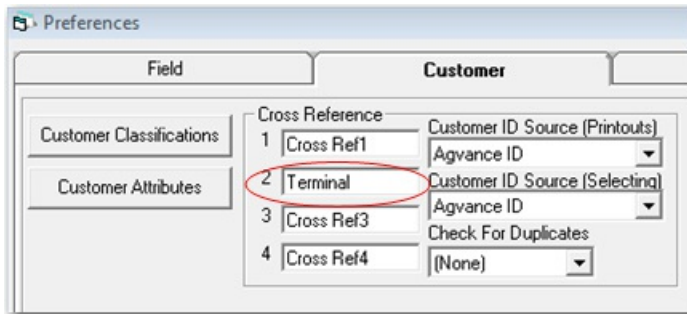 Preferences
Field
Customer
Customer Classifications
Customer Attributes
Cross Reference
1 Cross Ref1
2 Terminal
3 Cross Ref3
4 Cross Ref4
Customer ID Source (Printouts)
Agvance ID
Customer ID Source (Selecting)
Agvance ID
Check For Duplicates
(None)